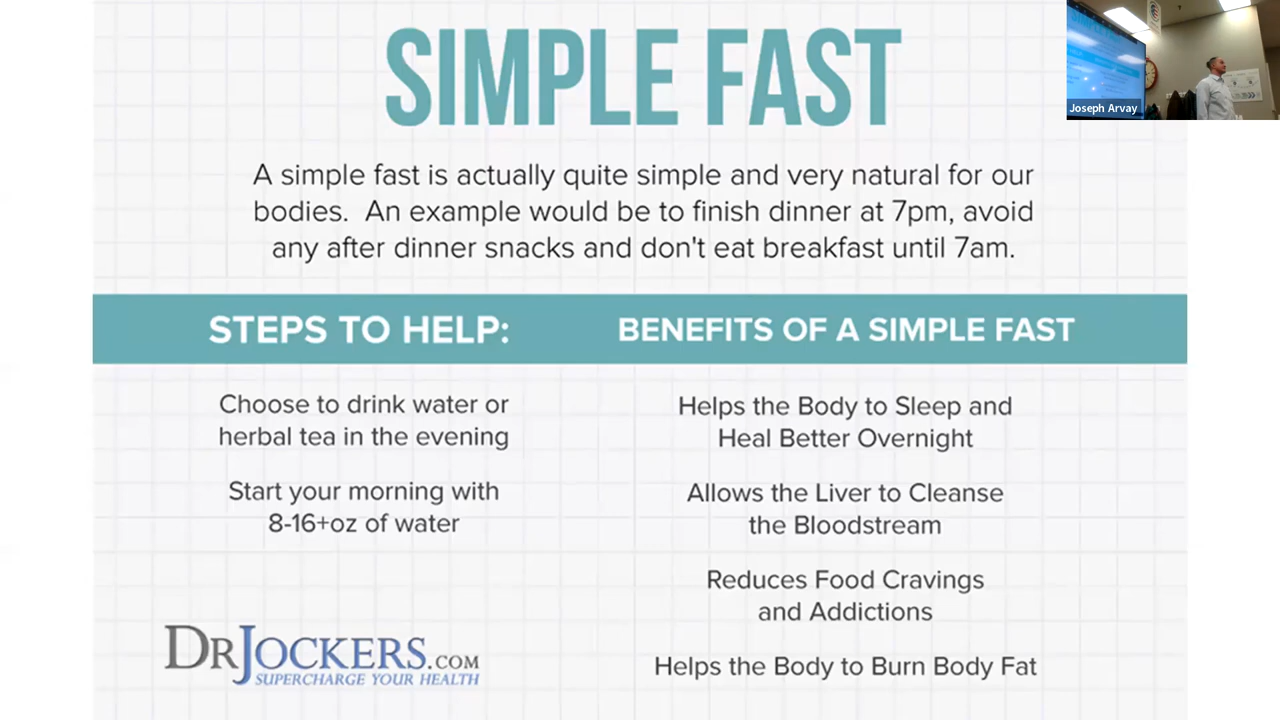 SIMPLE FAST
Joseph Arvay
A simple fast is actually quite simple and very natural for our
bodies. An example would be to finish dinner at 7pm, avoid
any after dinner snacks and don't eat breakfast until 7am.
STEPS TO HELP:
BENEFITS OF A SIMPLE FAST
Choose to drink water or
herbal tea in the evening
Start your morning with
8-16+oz of water
Helps the Body to Sleep and
Heal Better Overnight
Allows the Liver to Cleanse
the Bloodstream
Reduces Food Cravings
and Addictions
Helps the Body to Burn Body Fat
DRJOCKERS.COM
SUPERCHARGE YOUR HEALTH